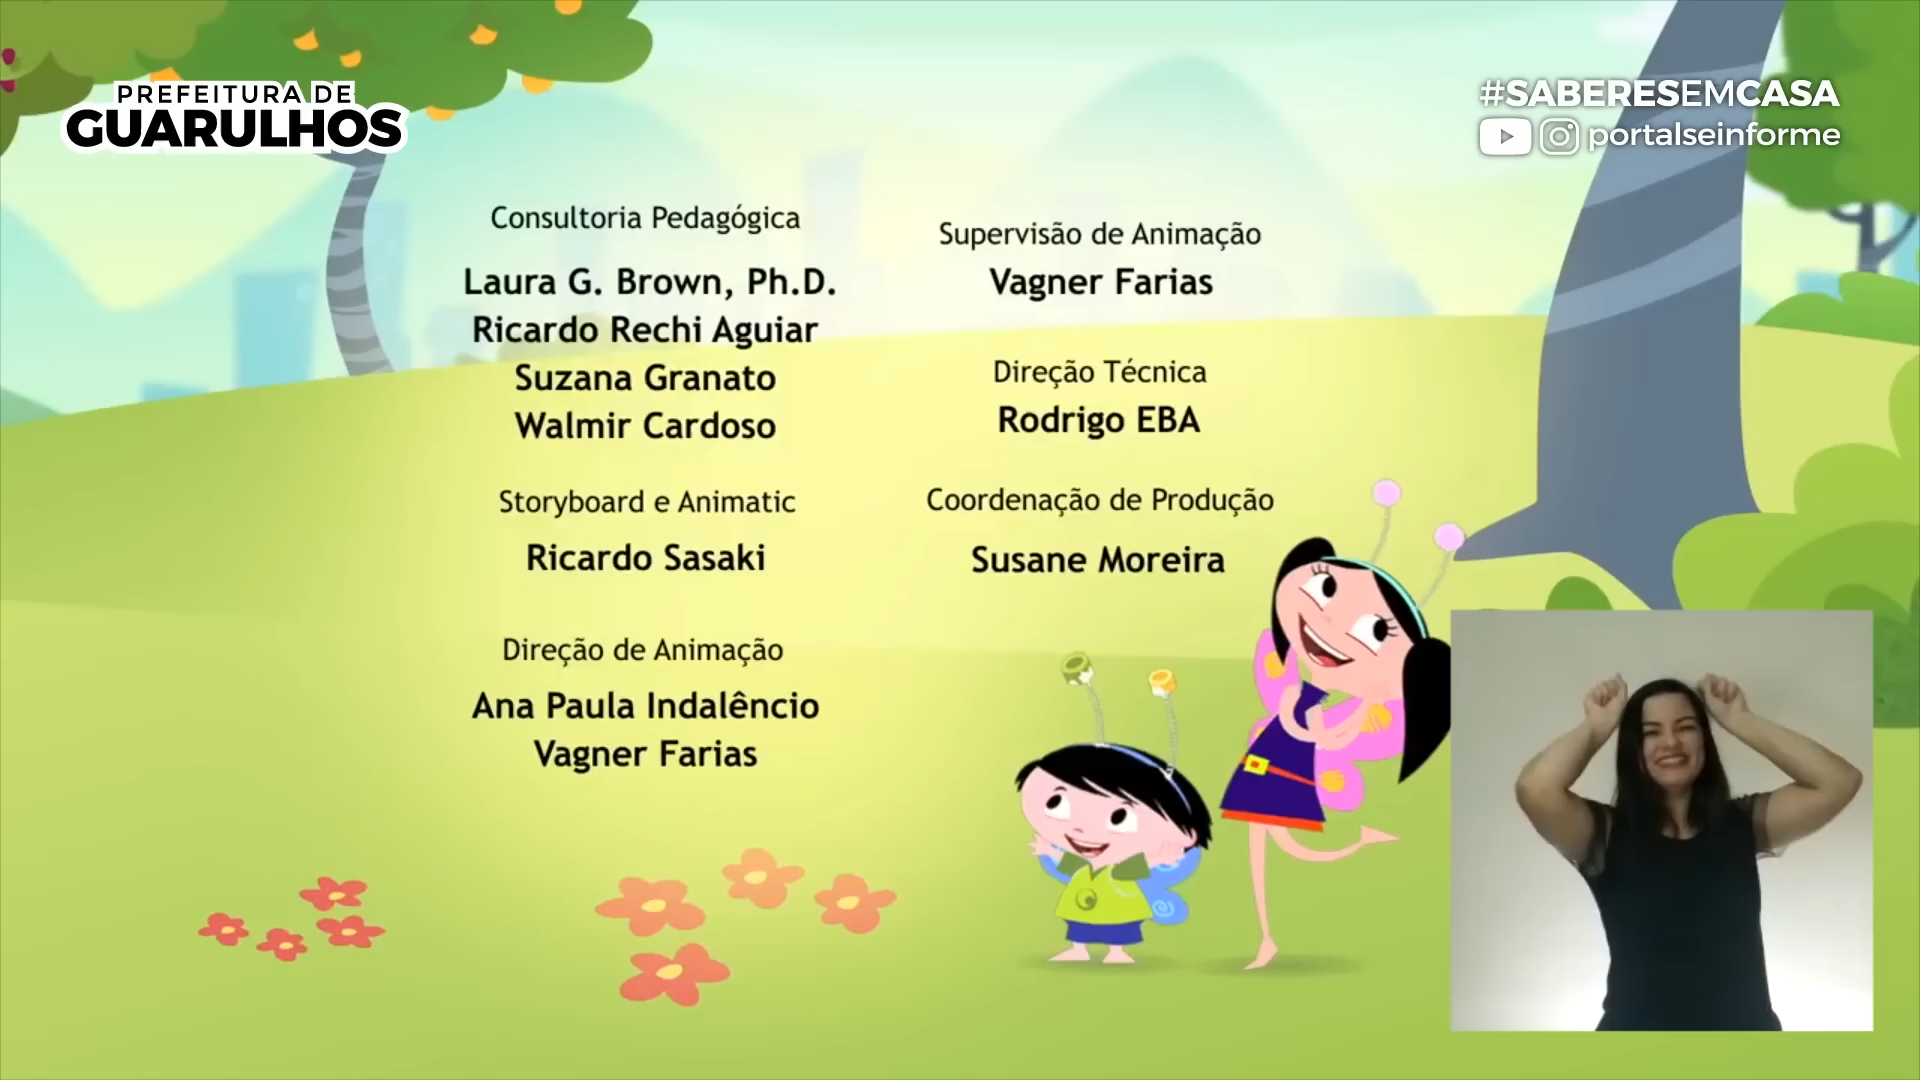 PREFEITURA DE
GUARULHOS
#SABERESEMCASA
portalseinforme
Consultoria Pedagógica
Laura G. Brown, Ph.D.
Ricardo Rechi Aguiar
Suzana Granato
Walmir Cardoso
Storyboard e Animatic
Ricardo Sasaki
Direção de Animação
Ana Paula Indalêncio
Vagner Farias
Supervisão de Animação
Vagner Farias
Direção Técnica
Rodrigo EBA
Coordenação de Produção
Susane Moreira